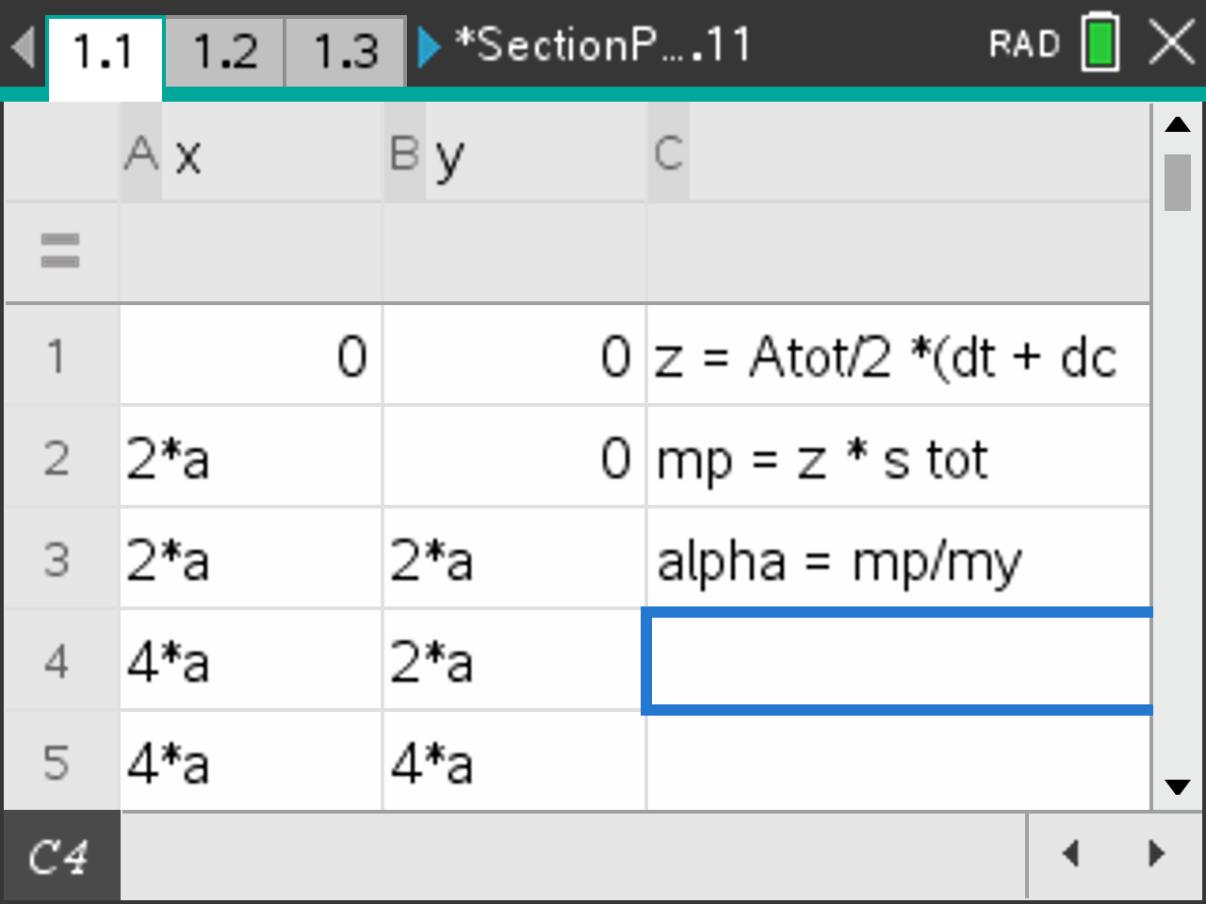 1.1 1.2 1.3 *SectionP....11 RAD
A x B y C
=
1 0 0 z = Atot/2 *(dt + dc
2 2*a 0 mp = z * s tot
3 2*a 2*a alpha = mp/my
4 4*a 2*a
5 4*a 4*a
C4